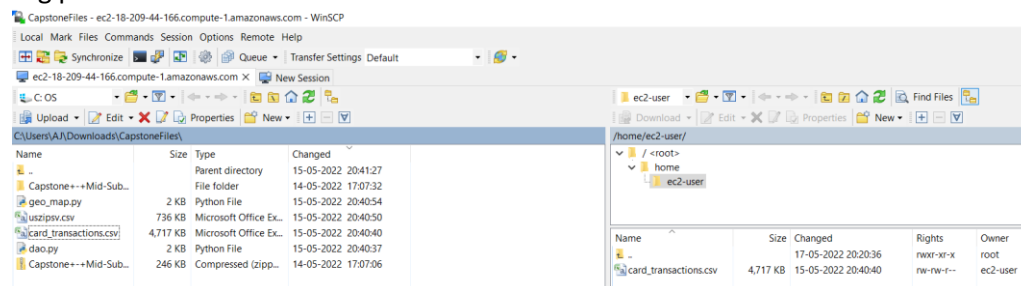 CapstoneFiles - ec2-18-209-44-166.compute-1.amazonaws.com - WinSCP
Local Mark Files Commands Session Options Remote Help
Synchronize Queue Transfer Settings Default
ec2-18-209-44-166.compute-1.amazonaws.com × New Session
C: OS
ec2-user Find Files
Upload Edit Properties New
Download Edit Properties New
C:\Users\AJ\Downloads\CapstoneFiles\
/home/ec2-user/
Name Size Type Changed
.. Parent directory 15-05-2022 20:41:27
Capstone+-+Mid-Sub... File folder 14-05-2022 17:07:32
geo_map.py 2 KB Python File 15-05-2022 20:40:54
uszipsv.csv 736 KB Microsoft Office Ex... 15-05-2022 20:40:50
card_transactions.csv 4,717 KB Microsoft Office Ex... 15-05-2022 20:40:40
dao.py 2 KB Python File 15-05-2022 20:40:37
Capstone+-+Mid-Sub... 246 KB Compressed (zipp... 14-05-2022 17:07:06
/ <root>
home
ec2-user
Name Size Changed Rights Owner
.. 17-05-2022 20:20:36 rwxr-xr-x root
card_transactions.csv 4,717 KB 15-05-2022 20:40:40 rw-rw-r-- ec2-user